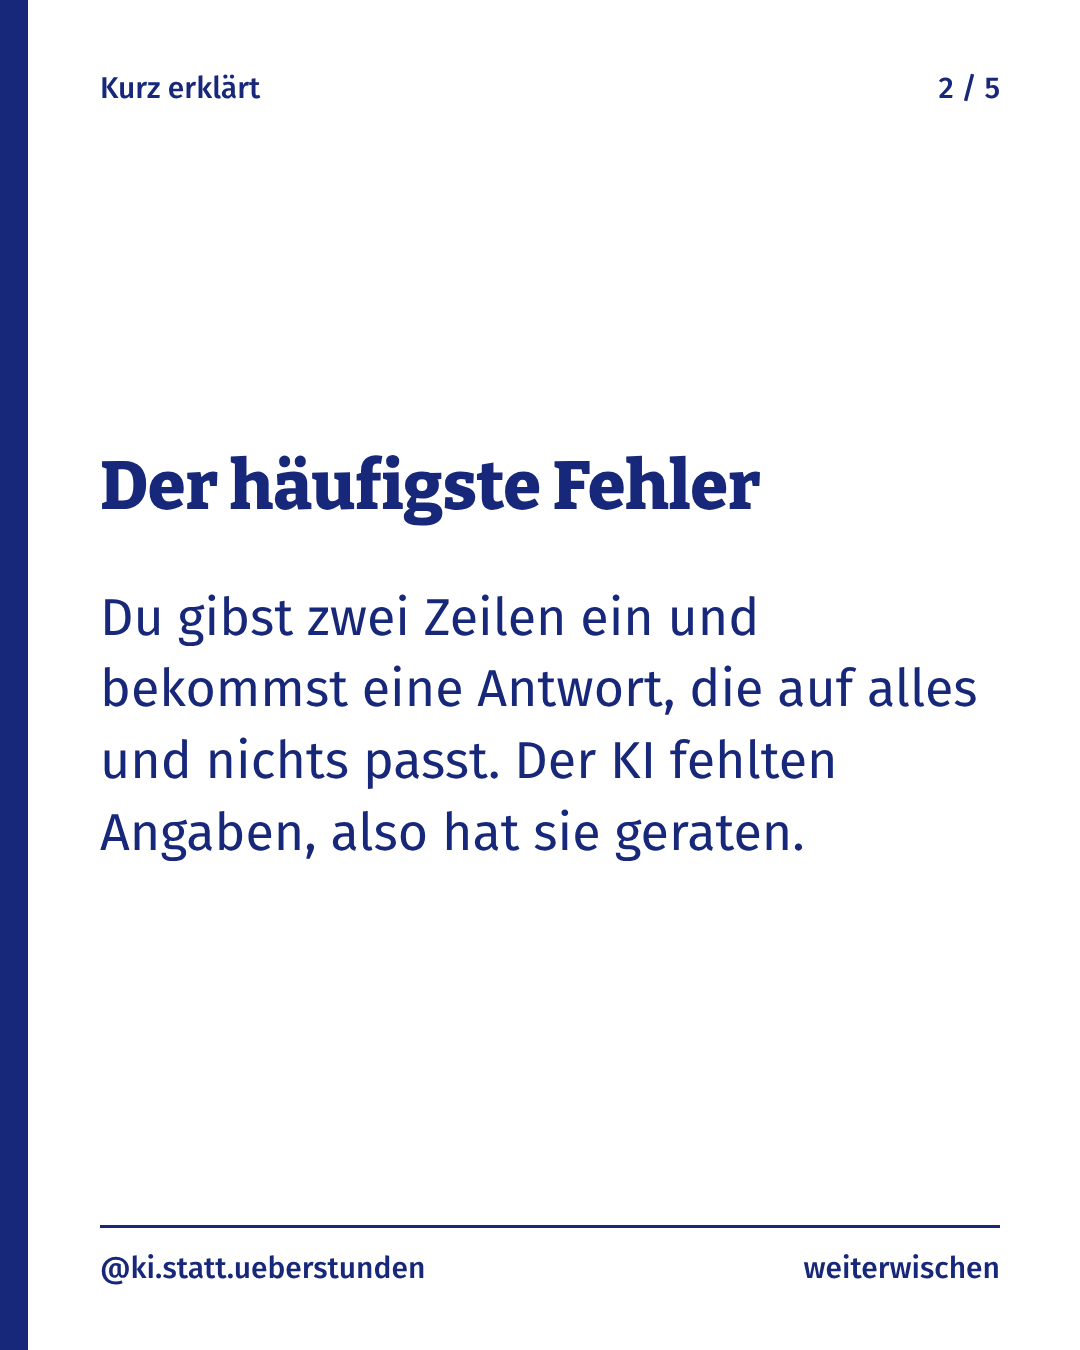 Kurz erklärt
2 / 5
Der häufigste Fehler
Du gibst zwei Zeilen ein und
bekommst eine Antwort, die auf alles
und nichts passt. Der KI fehlten
Angaben, also hat sie geraten.
@ki.statt.ueberstunden
weiterwischen